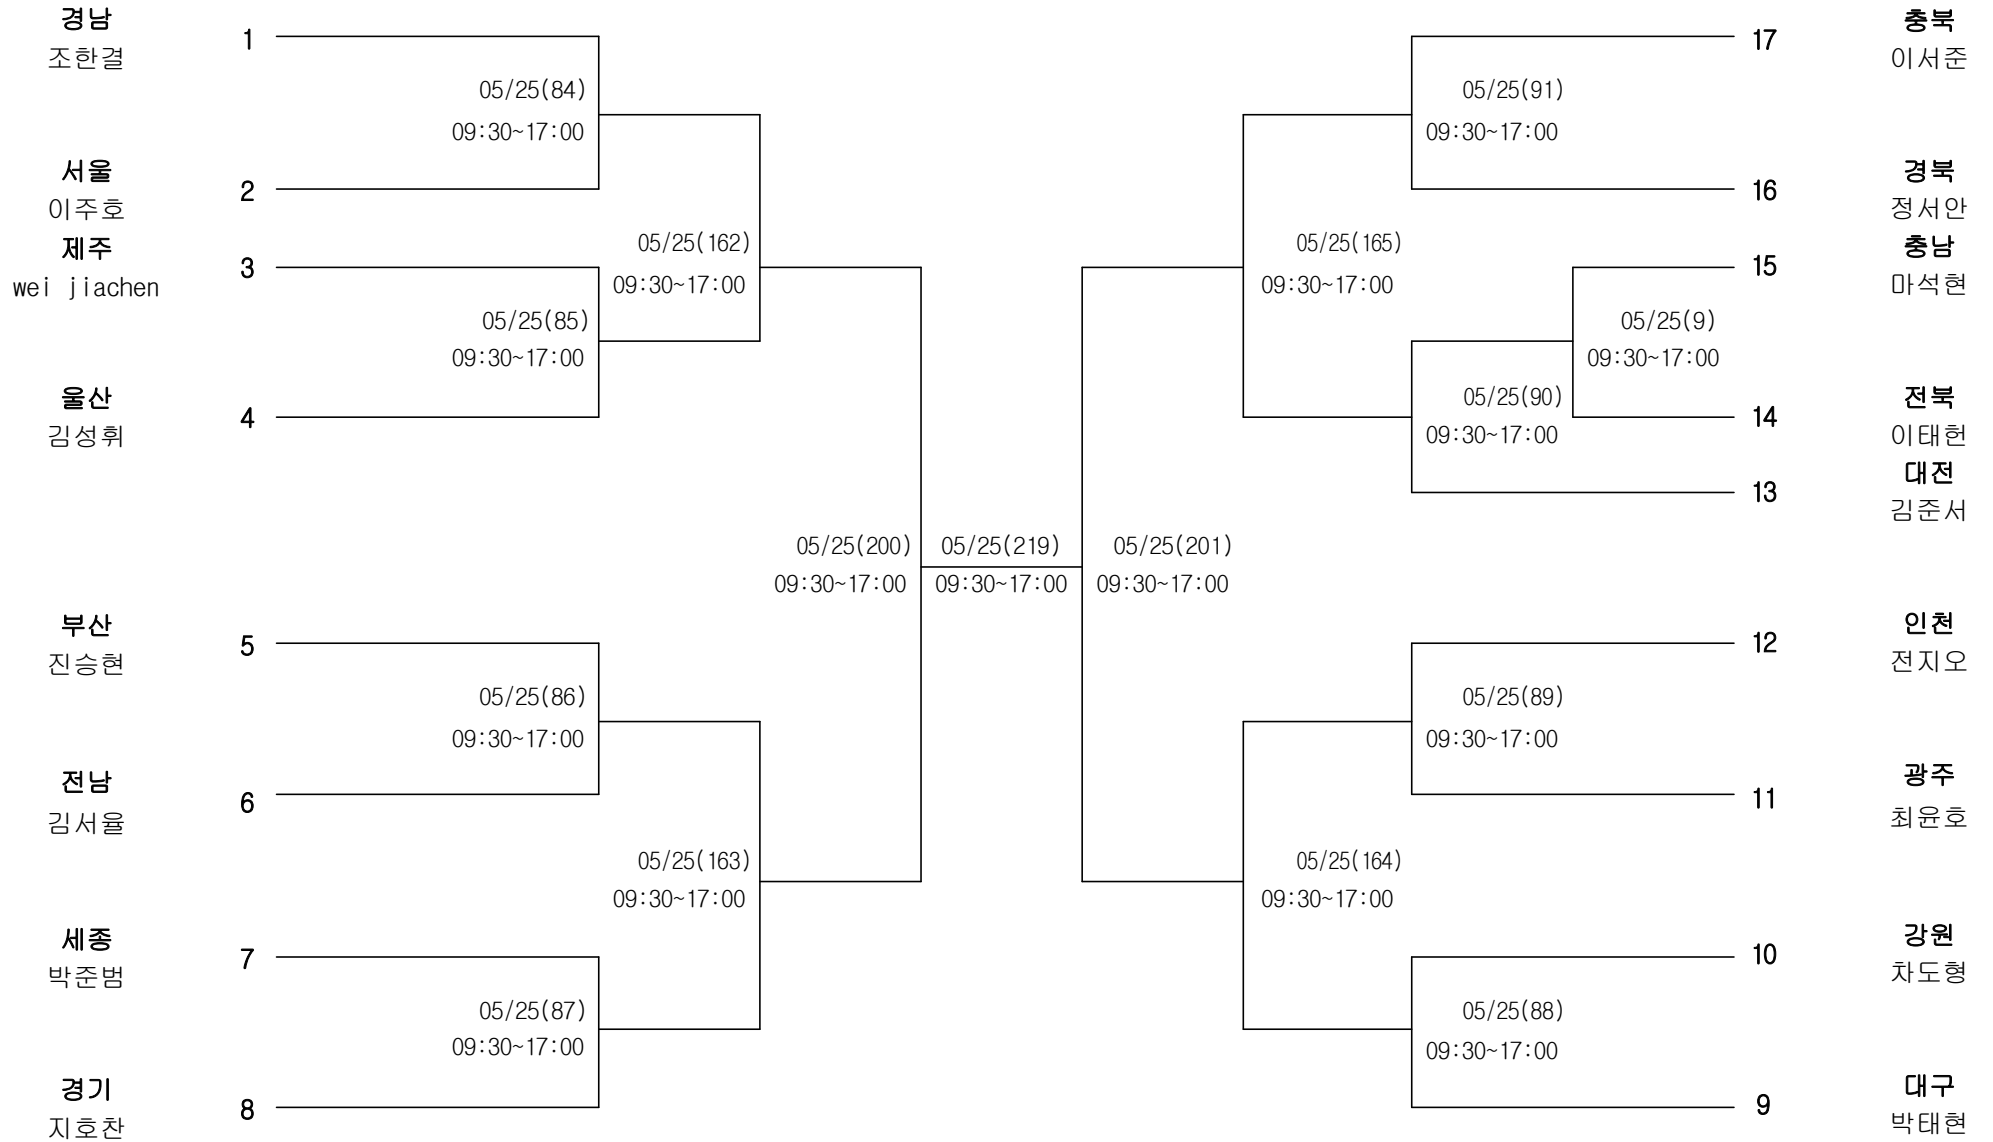 경남
조한결
1
05/25(84)
09:30~17:00
서울
이주호
2
제주
wei jiachen
3
05/25(162)
09:30~17:00
05/25(85)
09:30~17:00
울산
김성휘
4
부산
진승현
5
05/25(86)
09:30~17:00
전남
김서율
6
05/25(163)
09:30~17:00
세종
박준범
7
05/25(87)
09:30~17:00
경기
지호찬
8
05/25(200)
09:30~17:00
05/25(219)
09:30~17:00
05/25(201)
09:30~17:00
충북
이서준
17
05/25(91)
09:30~17:00
경북
정서안
16
05/25(165)
09:30~17:00
충남
마석현
15
05/25(9)
09:30~17:00
05/25(90)
09:30~17:00
전북
이태헌
14
대전
김준서
13
인천
전지오
12
05/25(89)
09:30~17:00
광주
최윤호
11
05/25(164)
09:30~17:00
강원
차도형
10
05/25(88)
09:30~17:00
대구
박태현
9